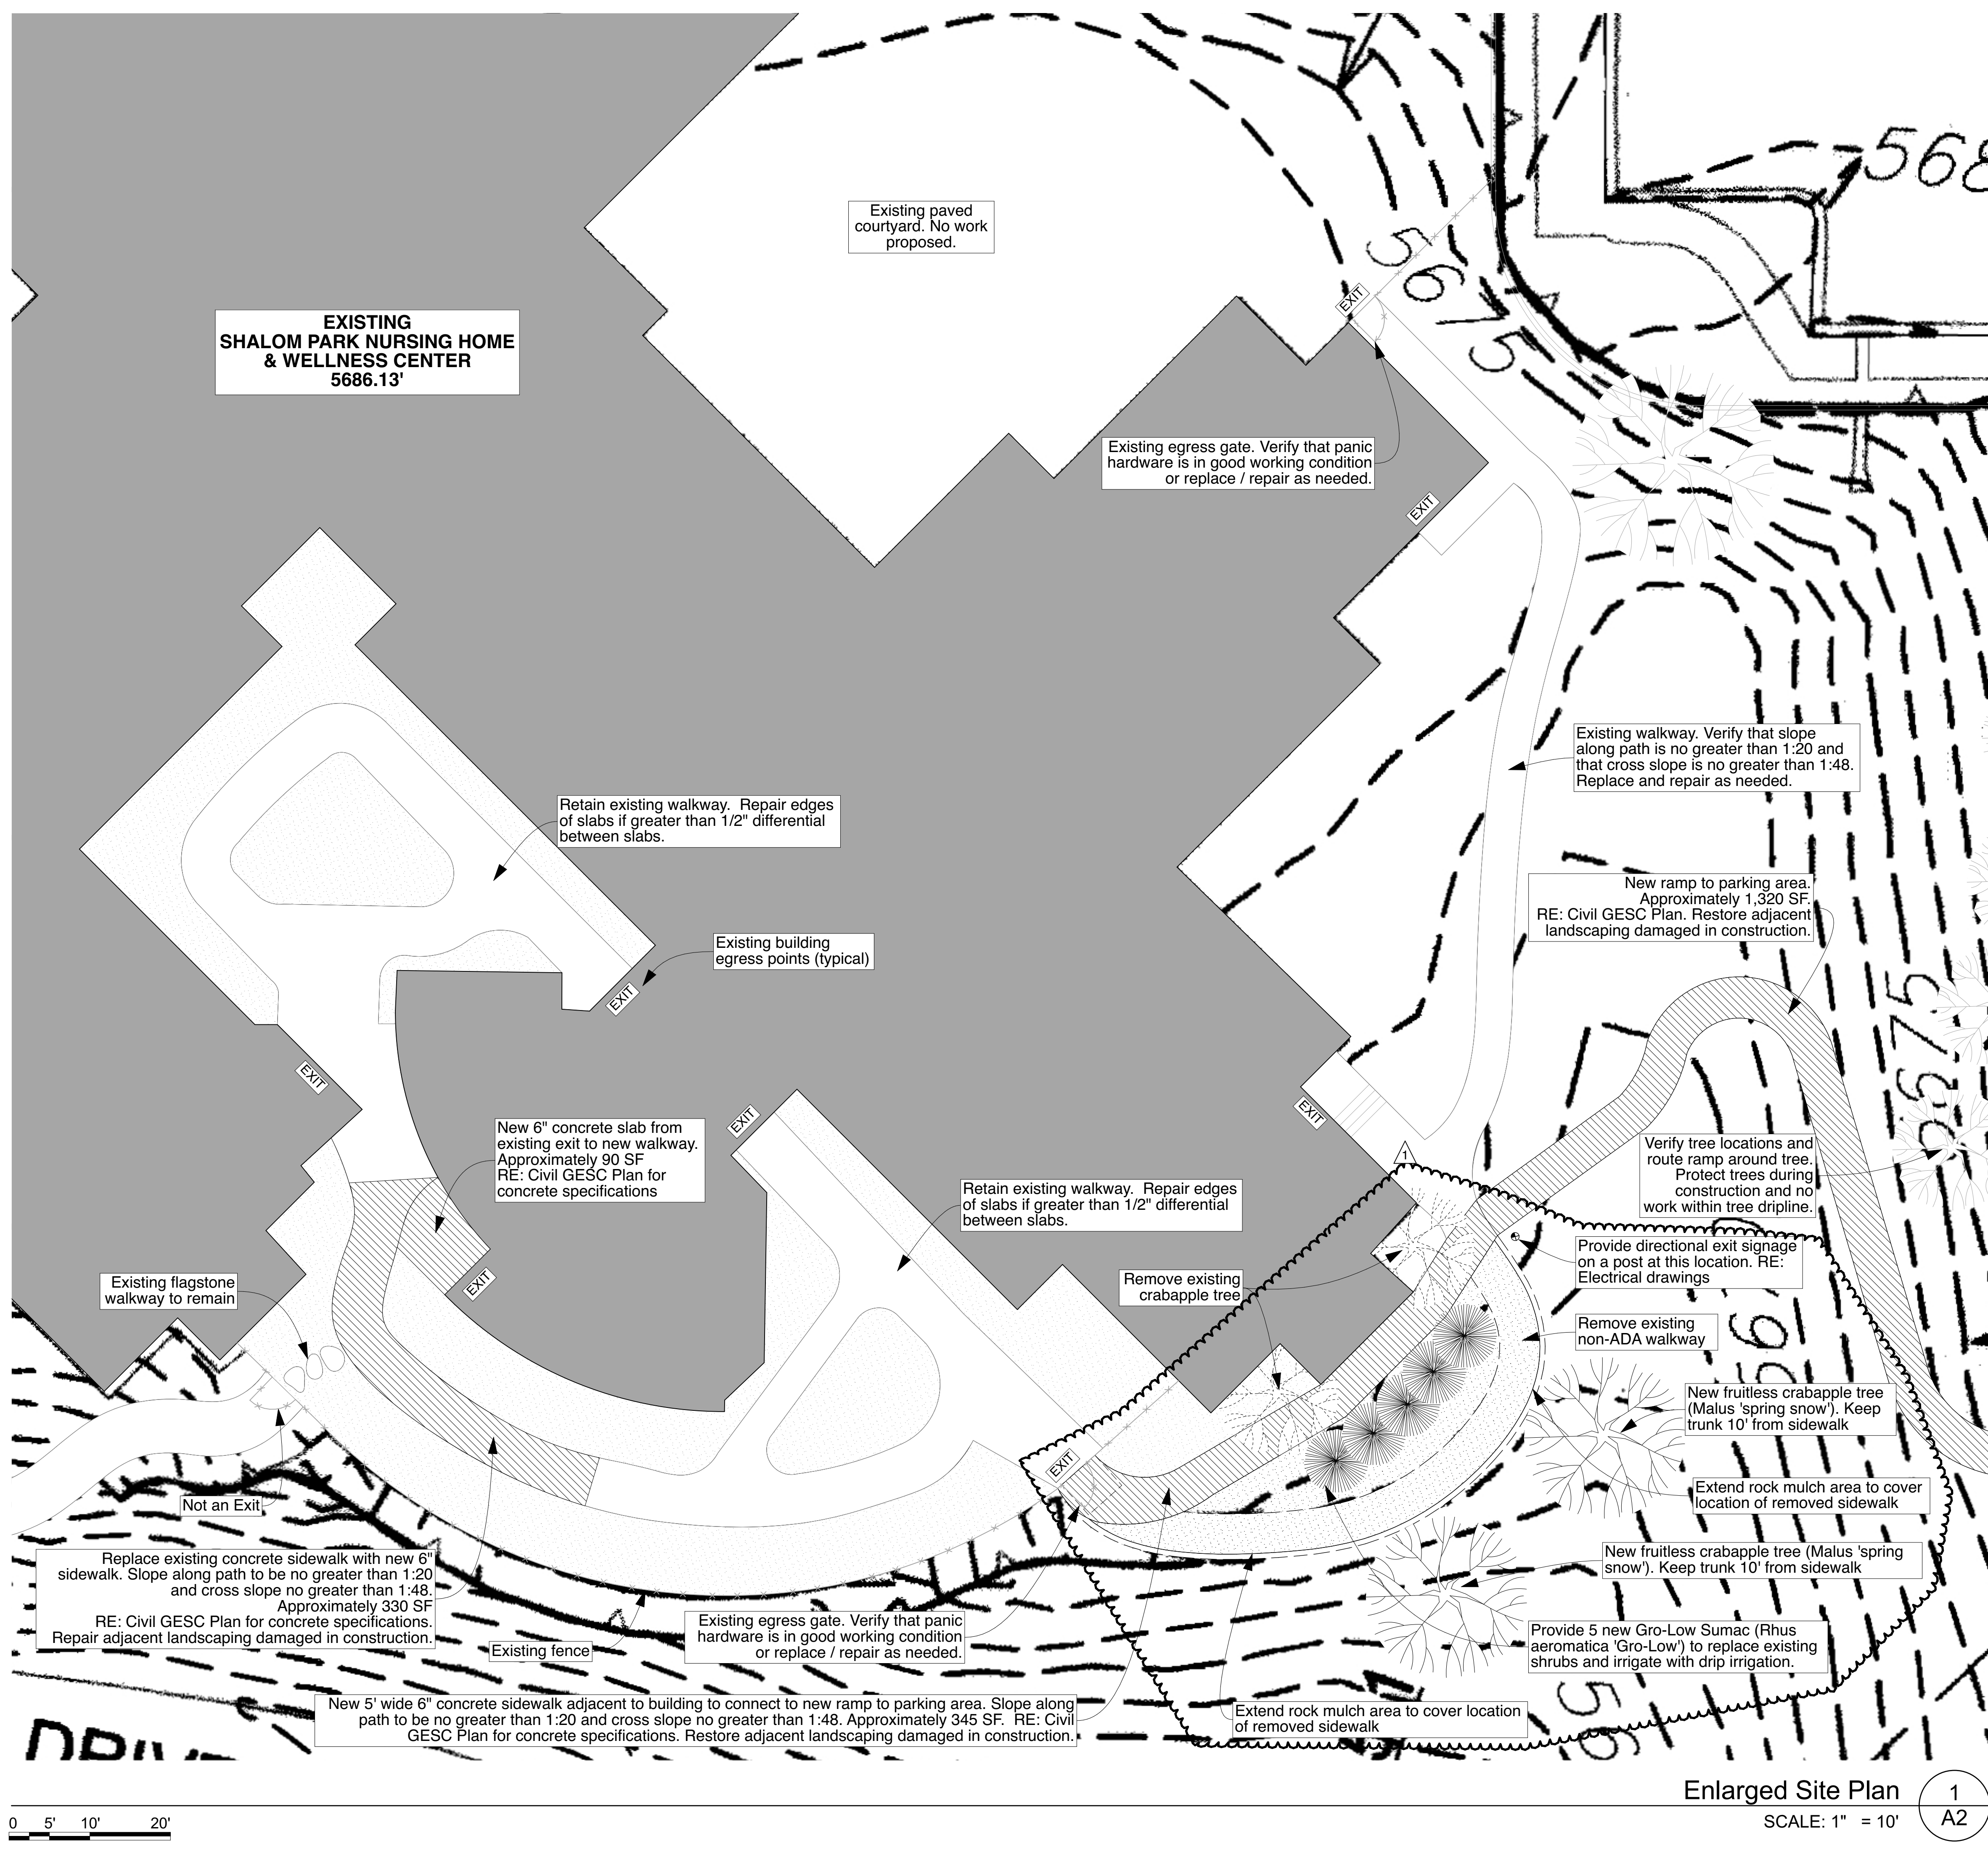 568
Existing paved
courtyard. No work
proposed.
5675
EXIT
EXISTING
SHALOM PARK NURSING HOME
& WELLNESS CENTER
5686.13'
Existing egress gate. Verify that panic
hardware is in good working condition
or replace / repair as needed.
EXIT
Existing walkway. Verify that slope
along path is no greater than 1:20 and
that cross slope is no greater than 1:48.
Replace and repair as needed.
Retain existing walkway.  Repair edges
of slabs if greater than 1/2" differential
between slabs.
New ramp to parking area.
Approximately 1,320 SF.
RE: Civil GESC Plan. Restore adjacent
landscaping damaged in construction.
Existing building
egress points (typical)
EXIT
5675
EXIT
EXIT
EXIT
New 6" concrete slab from
existing exit to new walkway.
Approximately 90 SF
RE: Civil GESC Plan for
concrete specifications
1
Verify tree locations and
route ramp around tree.
Protect trees during
construction and no
work within tree dripline.
Retain existing walkway.  Repair edges
of slabs if greater than 1/2" differential
between slabs.
Provide directional exit signage
on a post at this location. RE:
Electrical drawings
Existing flagstone
walkway to remain
EXIT
Remove existing
crabapple tree
Remove existing
non-ADA walkway
New fruitless crabapple tree
(Malus 'spring snow'). Keep
trunk 10' from sidewalk
EXIT
Not an Exit
Extend rock mulch area to cover
location of removed sidewalk
Replace existing concrete sidewalk with new 6"
sidewalk. Slope along path to be no greater than 1:20
and cross slope no greater than 1:48.
Approximately 330 SF
RE: Civil GESC Plan for concrete specifications.
Repair adjacent landscaping damaged in construction.
New fruitless crabapple tree (Malus 'spring
snow'). Keep trunk 10' from sidewalk
Existing fence
Existing egress gate. Verify that panic
hardware is in good working condition
or replace / repair as needed.
Provide 5 new Gro-Low Sumac (Rhus
aeromatica 'Gro-Low') to replace existing
shrubs and irrigate with drip irrigation.
New 5' wide 6" concrete sidewalk adjacent to building to connect to new ramp to parking area. Slope along
path to be no greater than 1:20 and cross slope no greater than 1:48. Approximately 345 SF.  RE: Civil
GESC Plan for concrete specifications. Restore adjacent landscaping damaged in construction.
Extend rock mulch area to cover location
of removed sidewalk
Enlarged Site Plan
SCALE: 1"   = 10'
1
A2
0 5' 10' 20'